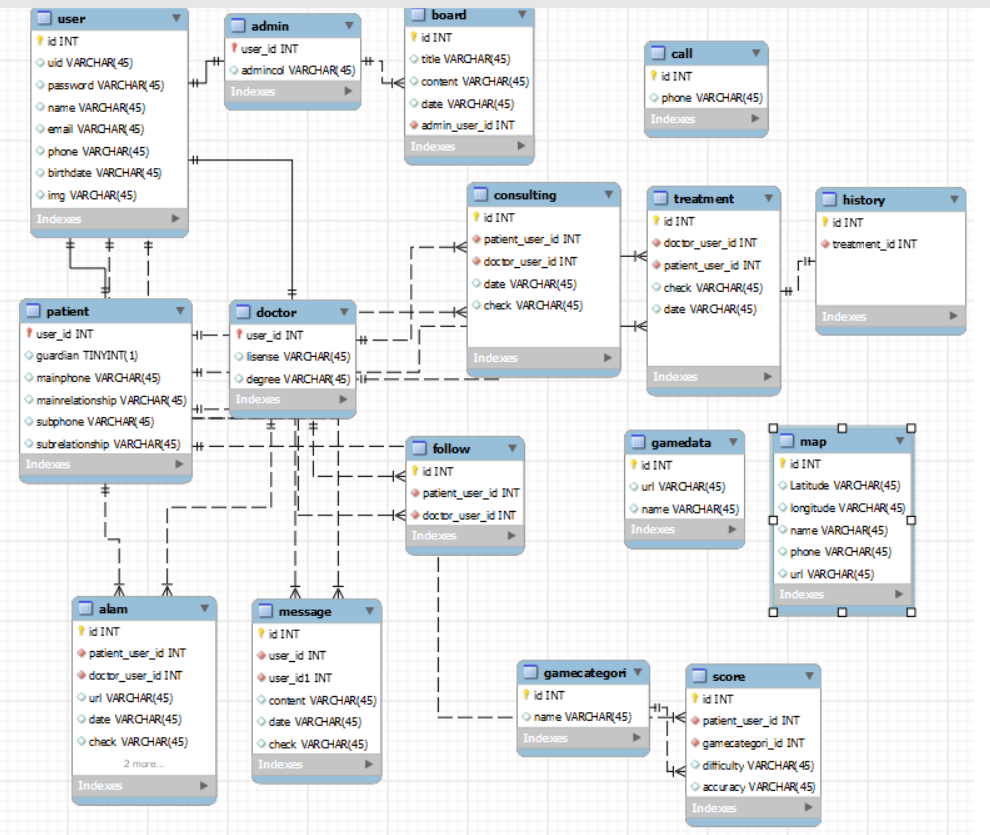 user
id INT
uid VARCHAR(45)
password VARCHAR(45)
name VARCHAR(45)
email VARCHAR(45)
phone VARCHAR(45)
birthdate VARCHAR(45)
img VARCHAR(45)
Indexes
admin
user_id INT
admincol VARCHAR(45)
Indexes
board
id INT
title VARCHAR(45)
content VARCHAR(45)
date VARCHAR(45)
admin_user_id INT
Indexes
call
id INT
phone VARCHAR(45)
Indexes
consulting
id INT
patient_user_id INT
doctor_user_id INT
date VARCHAR(45)
check VARCHAR(45)
Indexes
treatment
id INT
doctor_user_id INT
patient_user_id INT
check VARCHAR(45)
date VARCHAR(45)
Indexes
history
id INT
treatment_id INT
Indexes
patient
user_id INT
guardian TINYINT(1)
mainphone VARCHAR(45)
mainrelationship VARCHAR(45)
subphone VARCHAR(45)
subrelationship VARCHAR(45)
Indexes
doctor
user_id INT
lisense VARCHAR(45)
degree VARCHAR(45)
Indexes
follow
id INT
patient_user_id INT
doctor_user_id INT
Indexes
gamedata
id INT
url VARCHAR(45)
name VARCHAR(45)
Indexes
map
id INT
Latitude VARCHAR(45)
longitude VARCHAR(45)
name VARCHAR(45)
phone VARCHAR(45)
url VARCHAR(45)
Indexes
alam
id INT
patient_user_id INT
doctor_user_id INT
url VARCHAR(45)
date VARCHAR(45)
check VARCHAR(45)
2 more...
Indexes
message
id INT
user_id INT
user_id1 INT
content VARCHAR(45)
date VARCHAR(45)
check VARCHAR(45)
Indexes
gamecategori
id INT
name VARCHAR(45)
Indexes
score
id INT
patient_user_id INT
gamecategori_id INT
difficulty VARCHAR(45)
accuracy VARCHAR(45)
Indexes